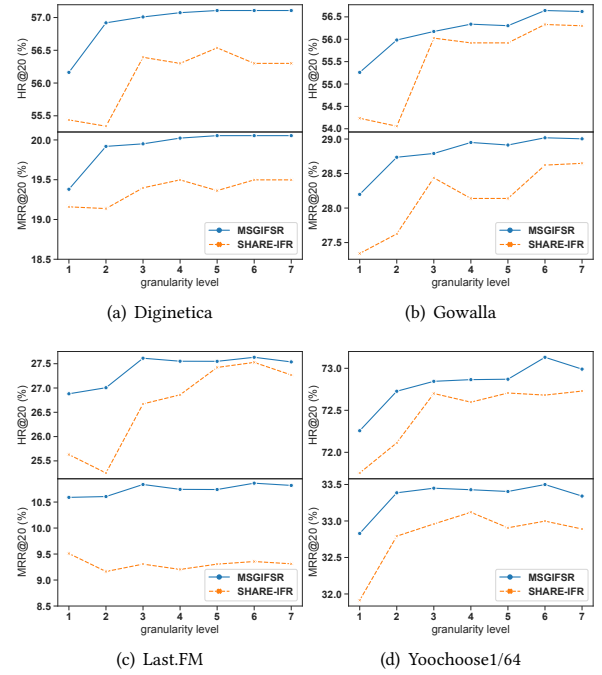 57.0
56.5
56.0
55.5
HR@20 (%)
20.0
19.5
19.0
18.5
MRR@20 (%)
MSGIFSR
SHARE-IFR
1 2 3 4 5 6 7
granularity level
(a) Diginetica
56.5
56.0
55.5
55.0
54.5
54.0
HR@20 (%)
29.0
28.5
28.0
27.5
MRR@20 (%)
MSGIFSR
SHARE-IFR
1 2 3 4 5 6 7
granularity level
(b) Gowalla
27.5
27.0
26.5
26.0
25.5
HR@20 (%)
10.5
10.0
9.5
9.0
8.5
MRR@20 (%)
MSGIFSR
SHARE-IFR
1 2 3 4 5 6 7
granularity level
(c) Last.FM
73.0
72.5
72.0
HR@20 (%)
33.5
33.0
32.5
32.0
MRR@20 (%)
MSGIFSR
SHARE-IFR
1 2 3 4 5 6 7
granularity level
(d) Yoochoose1/64